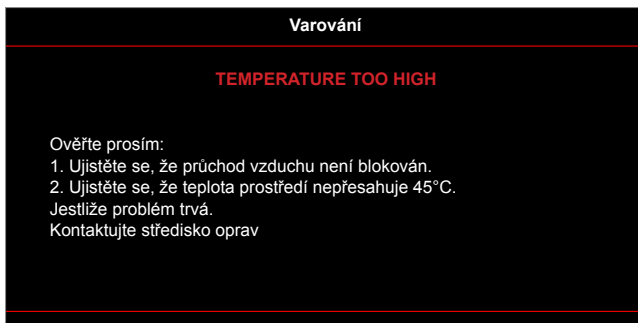 Varování
TEMPERATURE TOO HIGH
Ověřte prosím:
1. Ujistěte se, že průchod vzduchu není blokován.
2. Ujistěte se, že teplota prostředí nepřesahuje 45°C.
Jestliže problém trvá.
Kontaktujte středisko oprav